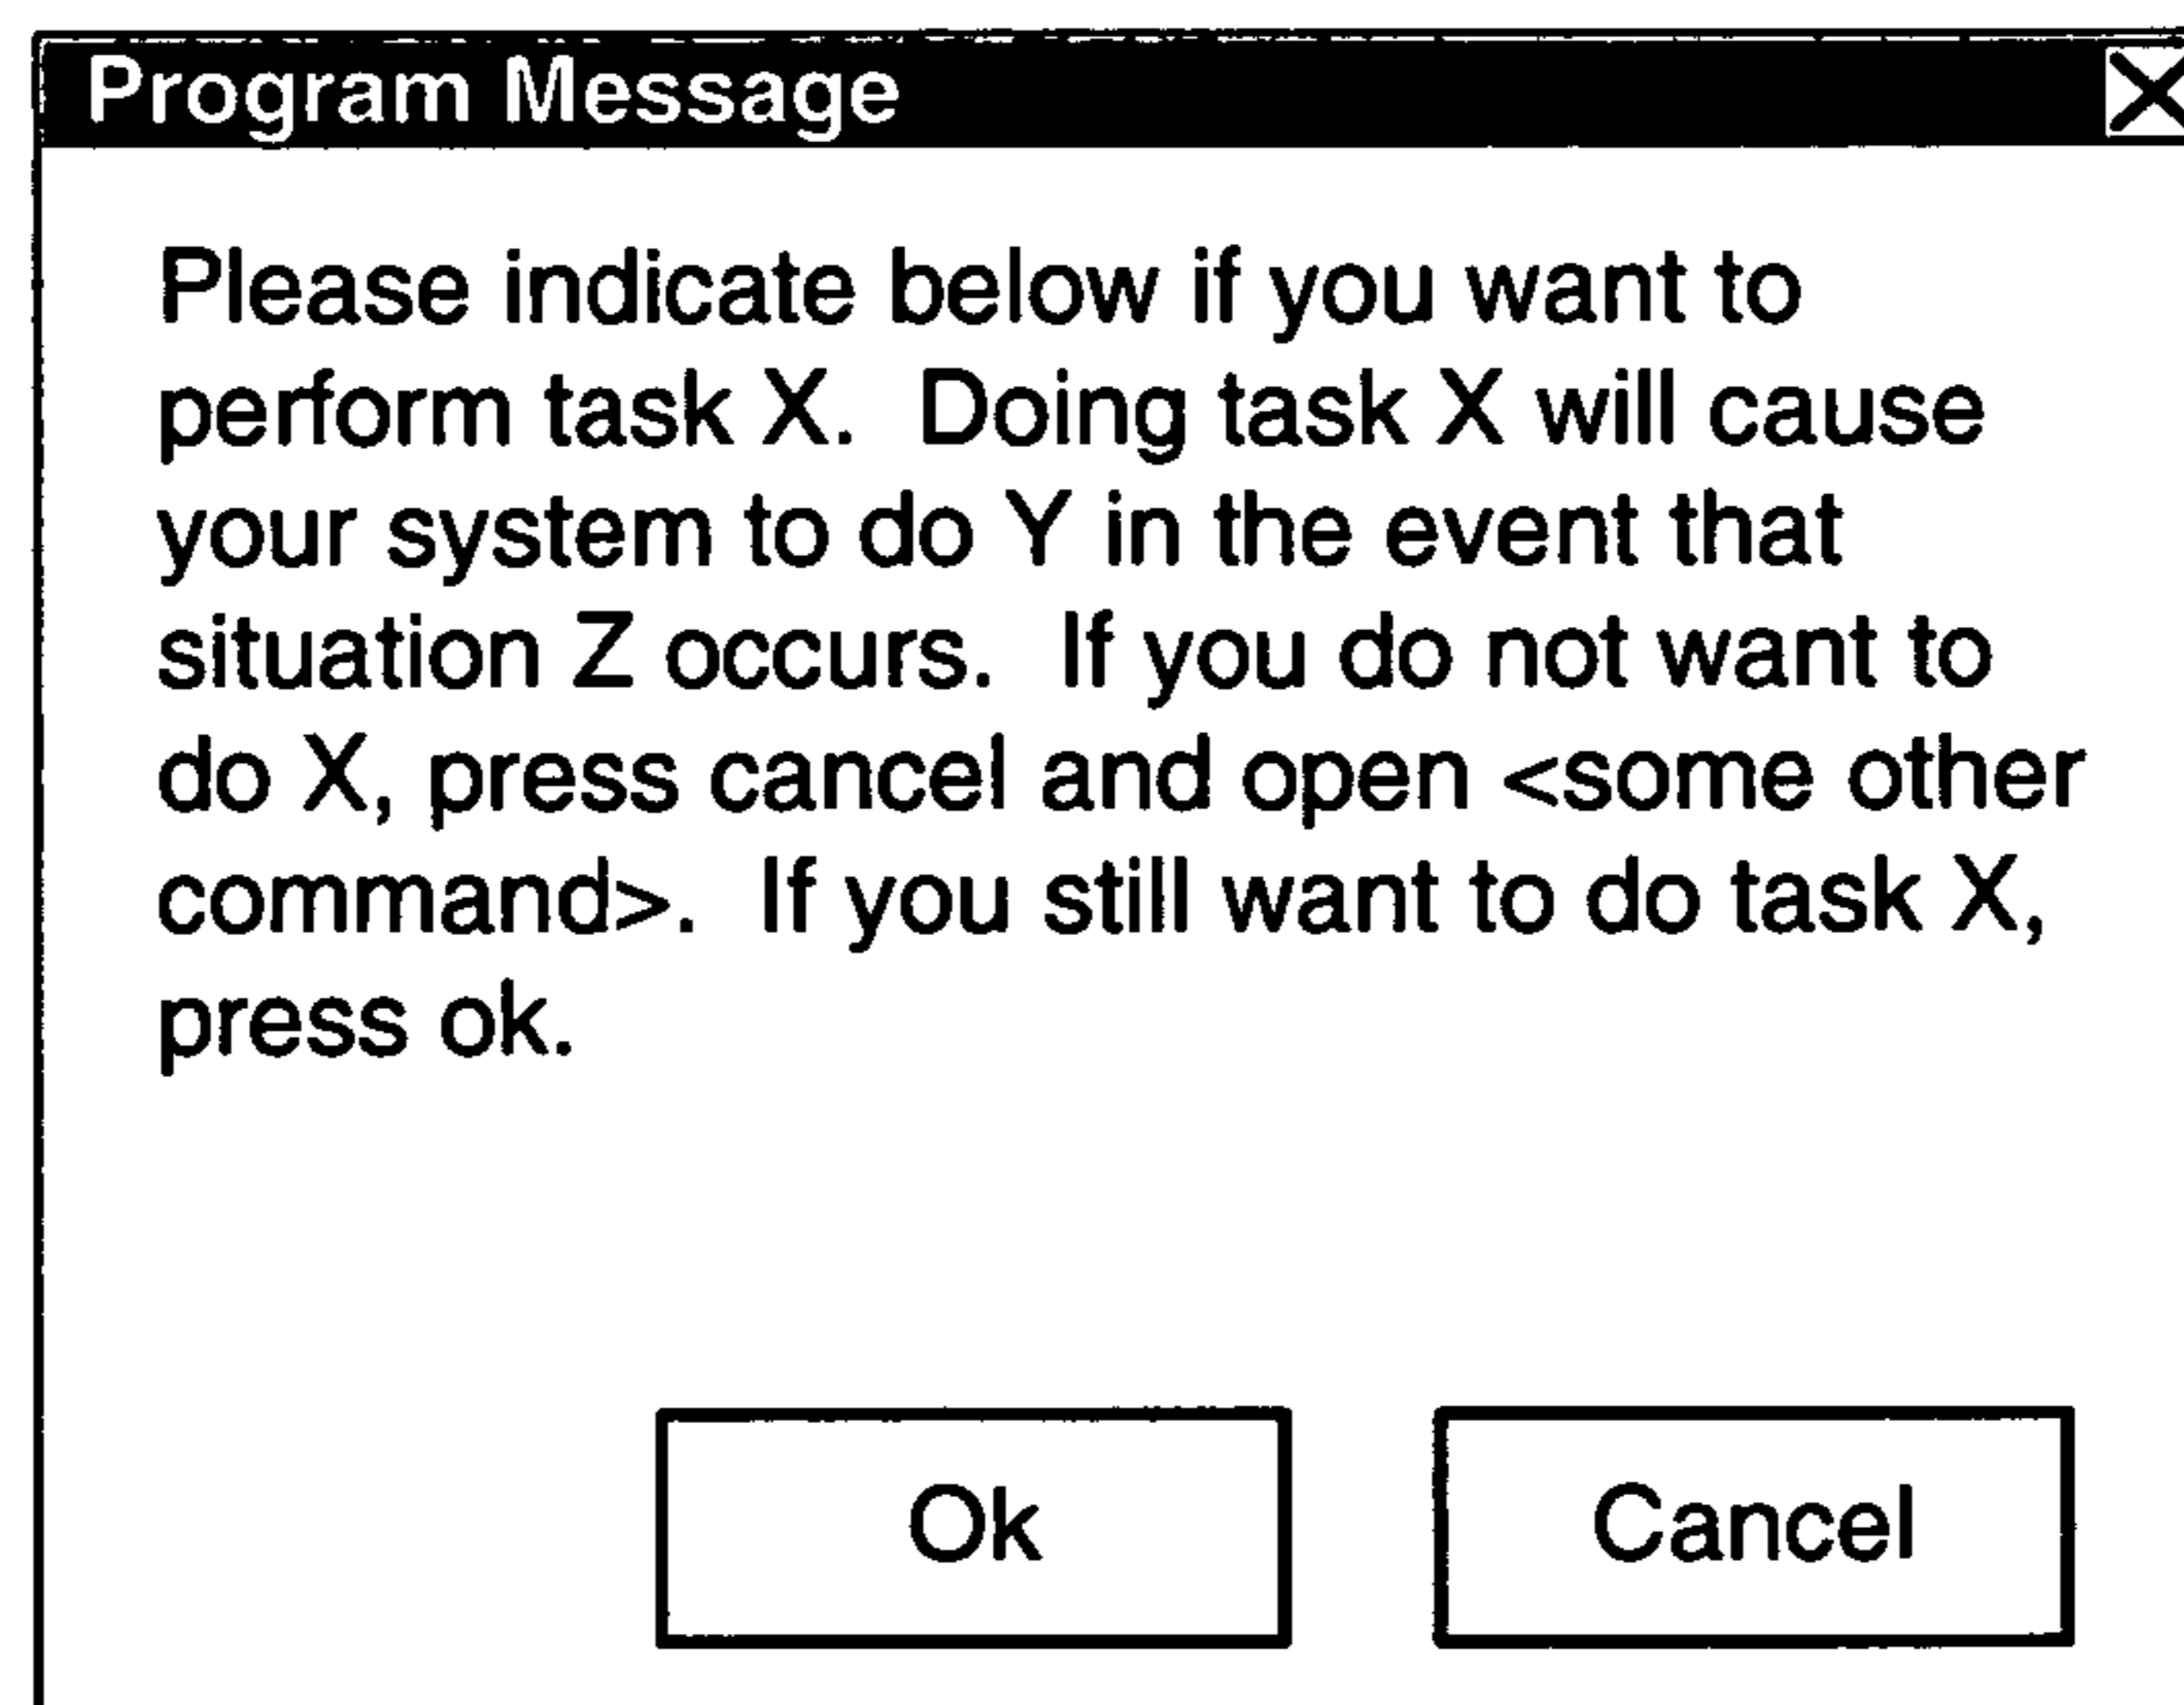 Program Message
Please indicate below if you want to
perform task X.  Doing task X will cause
your system to do Y in the event that
situation Z occurs.  If you do not want to
do X, press cancel and open <some other
command>.  If you still want to do task X,
press ok.
Ok
Cancel